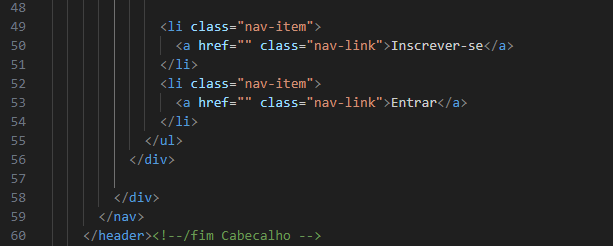 48
49 <li class="nav-item">
50 <a href="" class="nav-link">Inscrever-se</a>
51 </li>
52 <li class="nav-item">
53 <a href="" class="nav-link">Entrar</a>
54 </li>
55 </ul>
56 </div>
57
58 </div>
59 </nav>
60 </header><!--/fim Cabecalho -->